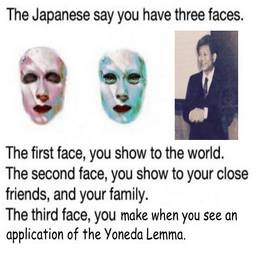 The Japanese say you have three faces.
The first face, you show to the world.
The second face, you show to your close
friends, and your family.
The third face, you make when you see an
application of the Yoneda Lemma.